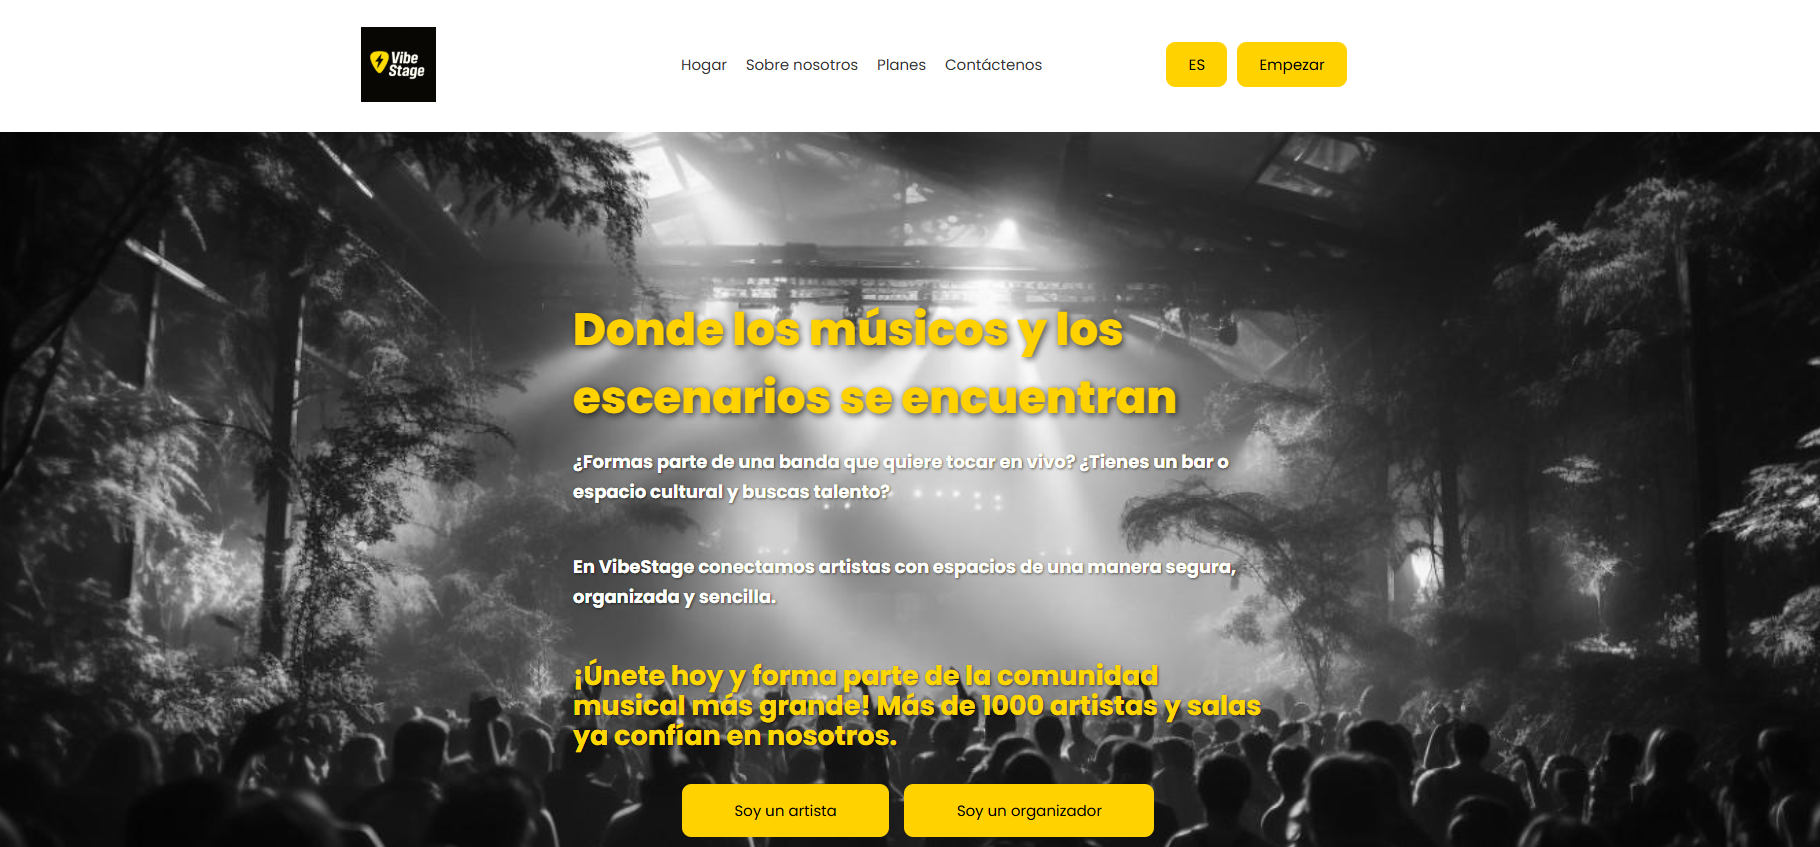 Vibe
Stage
Hogar Sobre nosotros Planes Contáctenos ES Empezar
Donde los músicos y los
escenarios se encuentran
¿Formas parte de una banda que quiere tocar en vivo? ¿Tienes un bar o
espacio cultural y buscas talento?
En VibeStage conectamos artistas con espacios de una manera segura,
organizada y sencilla.
¡Únete hoy y forma parte de la comunidad
musical más grande! Más de 1000 artistas y salas
ya confían en nosotros.
Soy un artista Soy un organizador